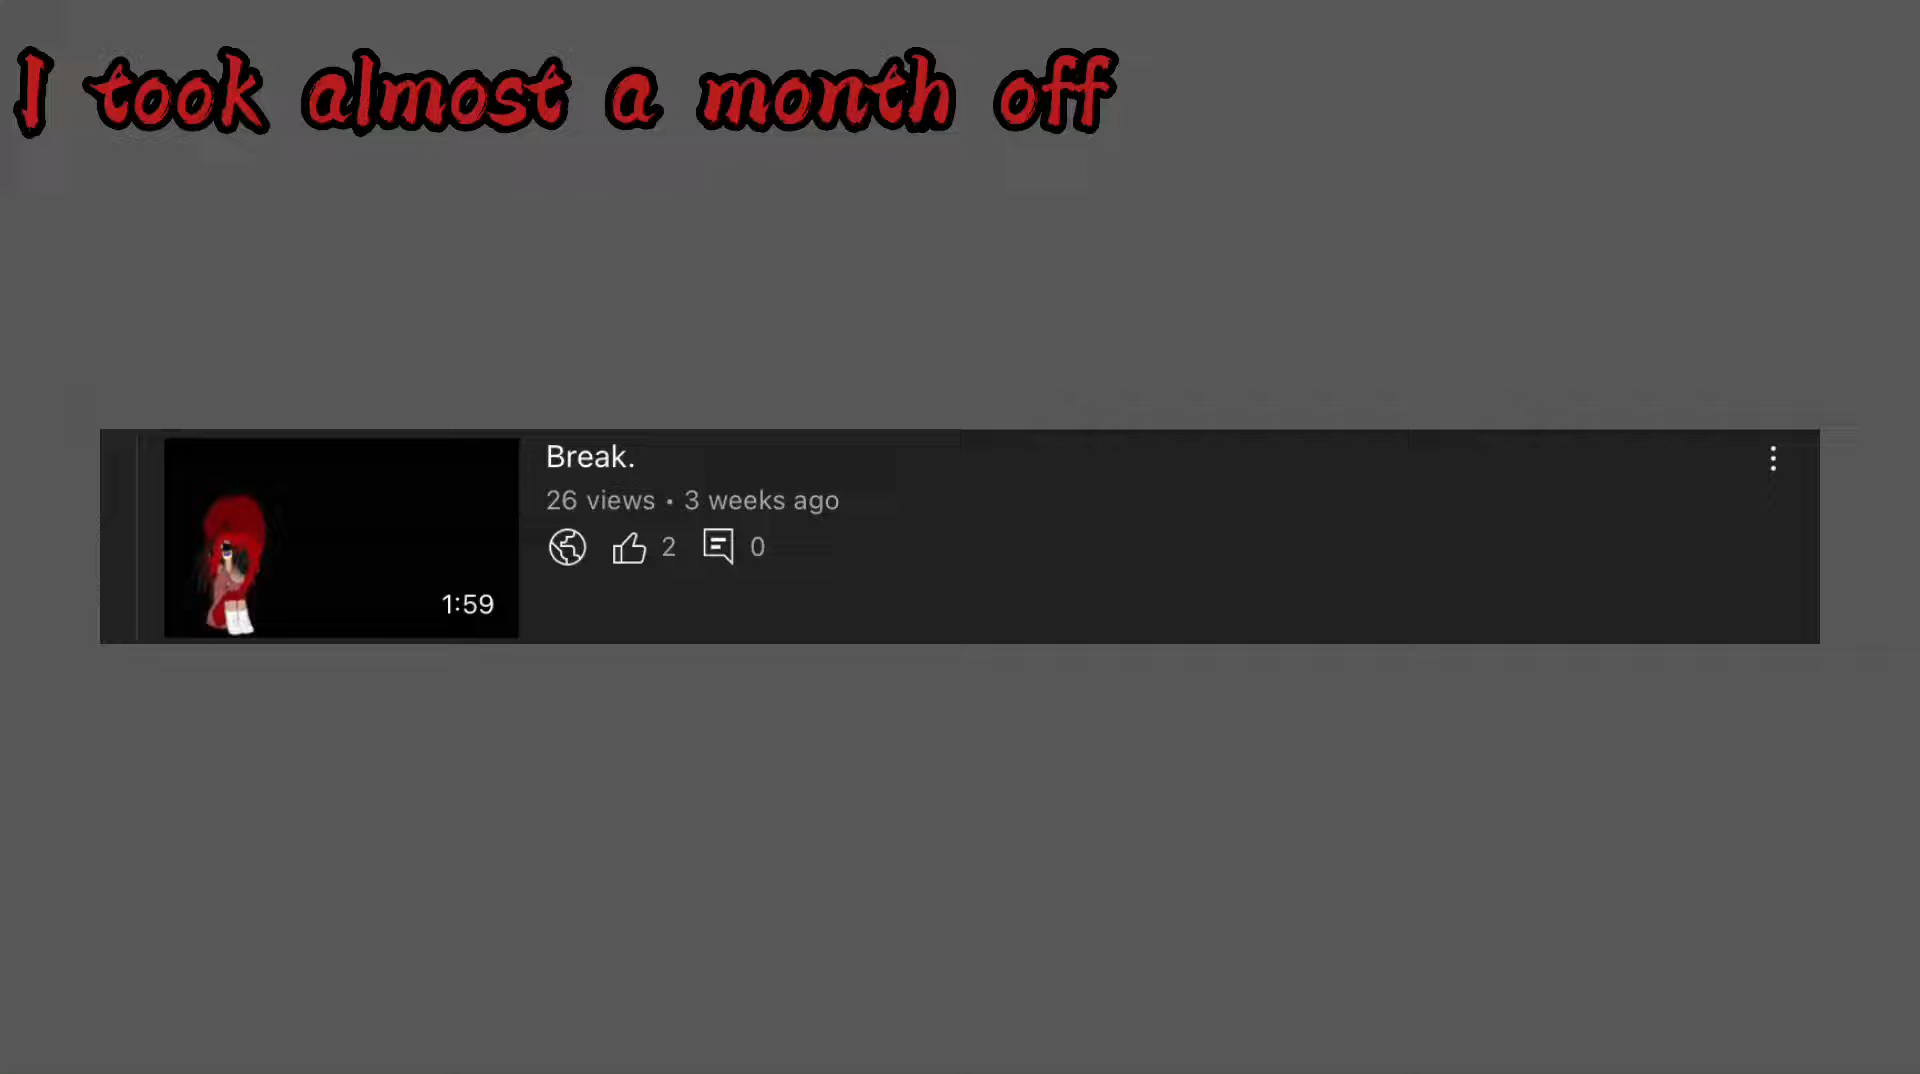 I took almost a month off
Break.
26 views • 3 weeks ago
2 0
1:59